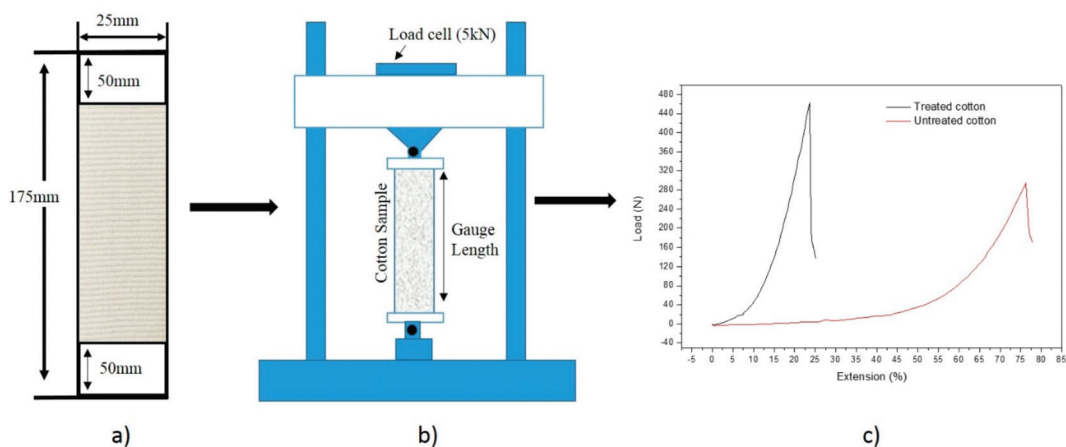 25mm
50mm
175mm
50mm
a)
Load cell (5kN)
Cotton Sample
Gauge
Length
b)
Treated cotton
Untreated cotton
Load (N)
480
440
400
360
320
280
240
200
160
120
80
40
0
-40
-5 0 5 10 15 20 25 30 35 40 45 50 55 60 65 70 75 80 85
Extension (%)
c)